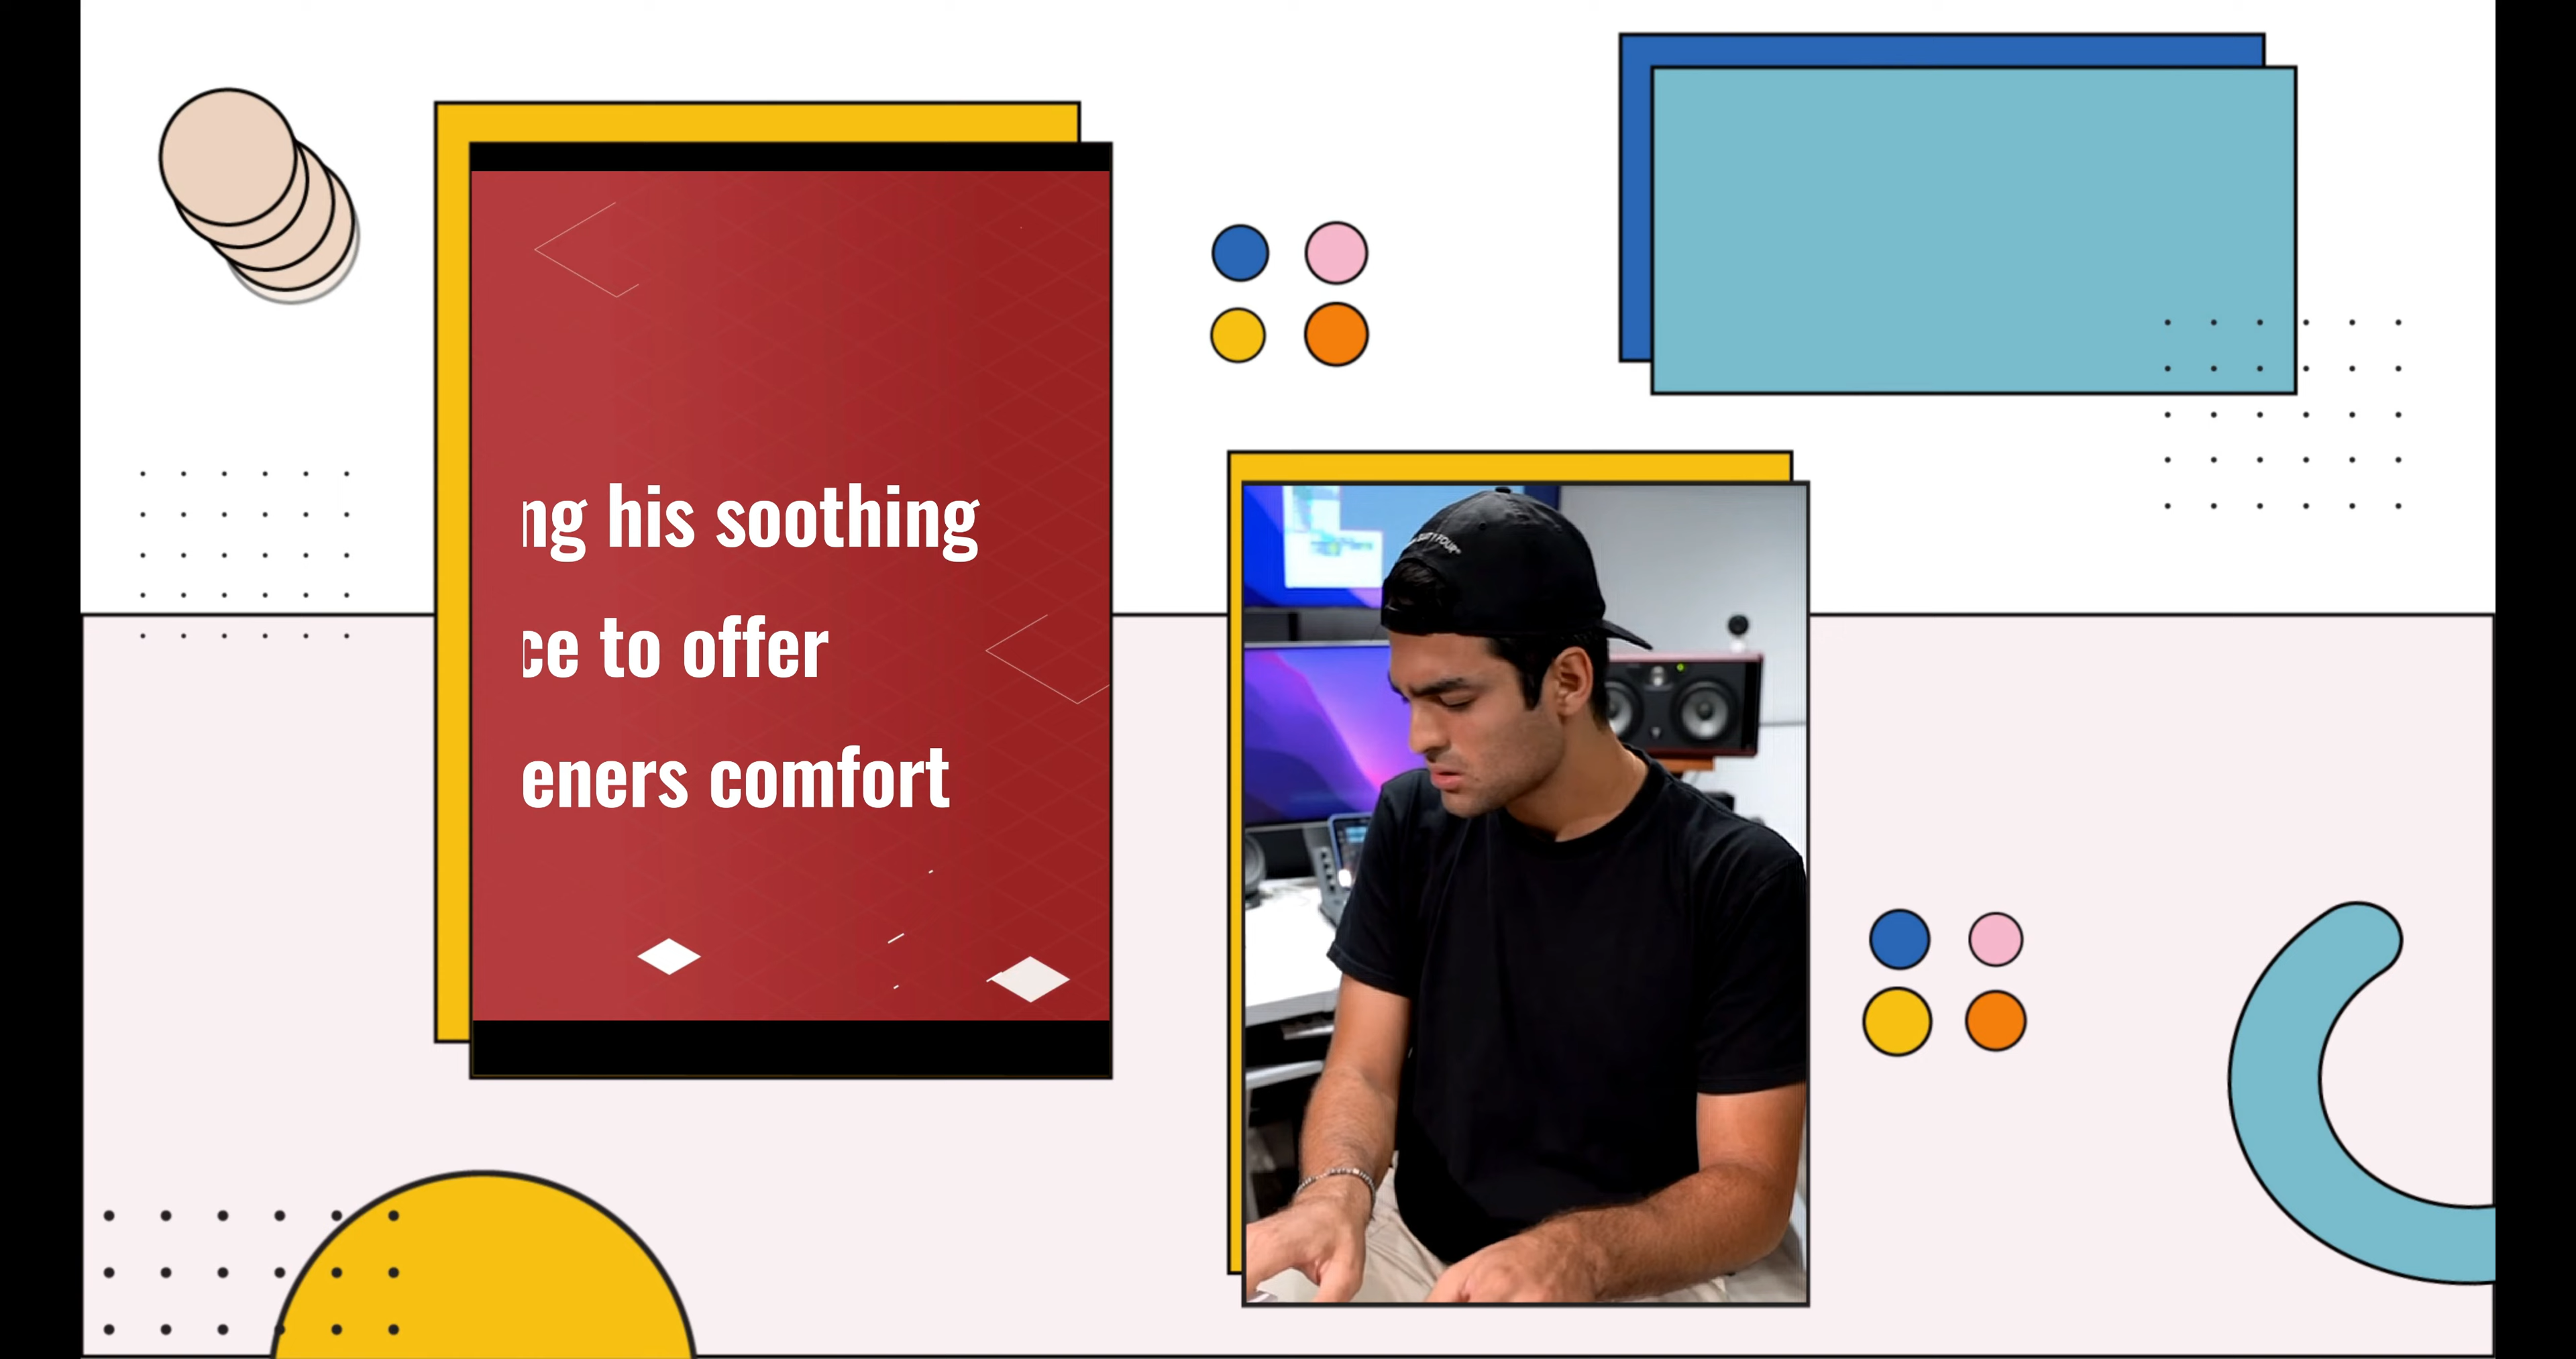 ng his soothing
ce to offer
eners comfort